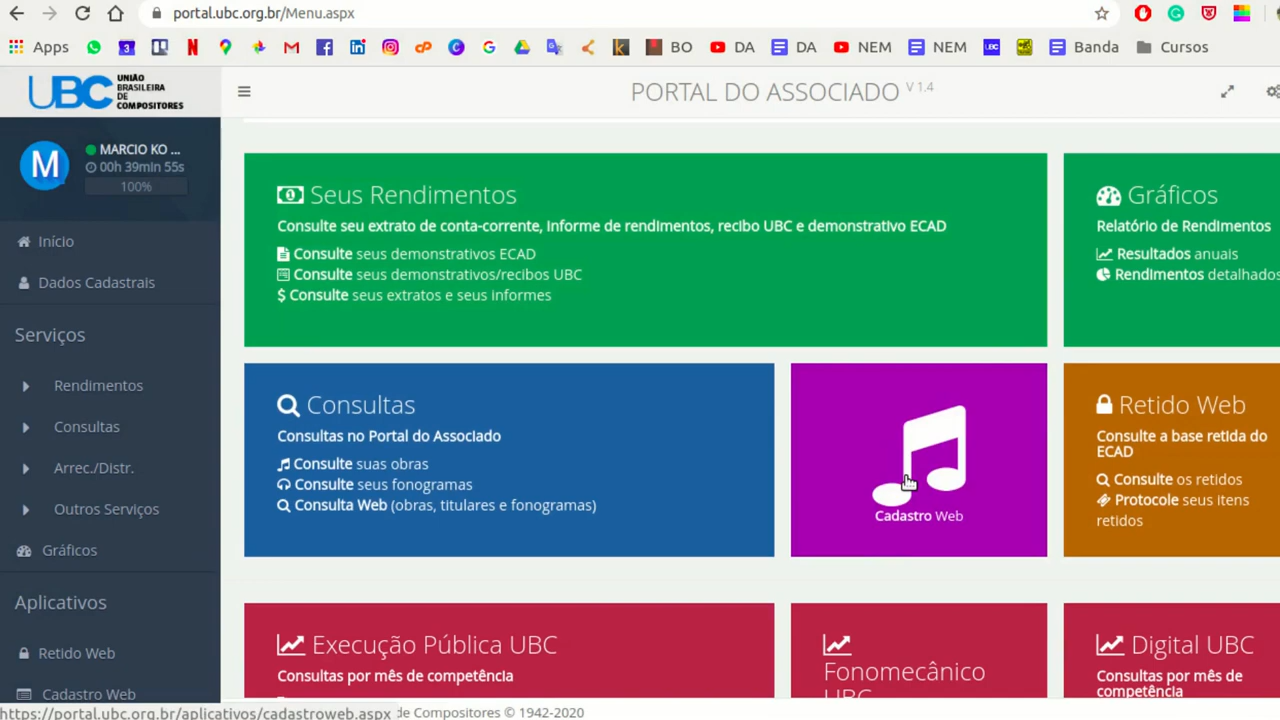 portal.ubc.org.br/Menu.aspx
Apps
BO
DA
DA
NEM
NEM
Banda
Cursos
UBC UNIÃO BRASILEIRA DE COMPOSITORES
PORTAL DO ASSOCIADO V 1.4
M
MARCIO KO ...
00h 39min 55s
100%
Início
Dados Cadastrais
Serviços
Rendimentos
Consultas
Arrec./Distr.
Outros Serviços
Gráficos
Aplicativos
Retido Web
Cadastro Web
Seus Rendimentos
Consulte seu extrato de conta-corrente, informe de rendimentos, recibo UBC e demonstrativo ECAD
Consulte seus demonstrativos ECAD
Consulte seus demonstrativos/recibos UBC
$ Consulte seus extratos e seus informes
Gráficos
Relatório de Rendimentos
Resultados anuais
Rendimentos detalhados
Consultas
Consultas no Portal do Associado
Consulte suas obras
Consulte seus fonogramas
Consulta Web (obras, titulares e fonogramas)
Cadastro Web
Retido Web
Consulte a base retida do
ECAD
Consulte os retidos
Protocole seus itens
retidos
Execução Pública UBC
Consultas por mês de competência
Fonomecânico
UBC
Digital UBC
Consultas por mês de
competência
https://portal.ubc.org.br/aplicativos/cadastroweb.aspx
de Compositores © 1942-2020